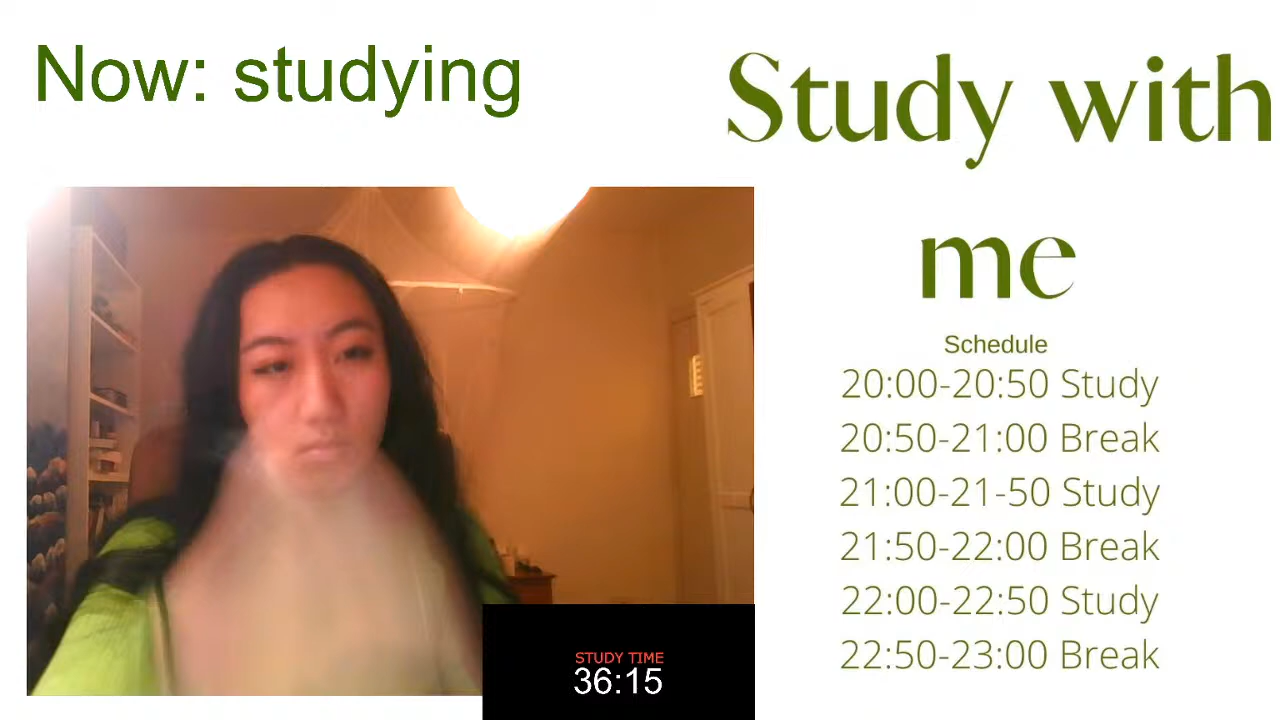 Now: studying
Study with
me
Schedule
20:00-20:50 Study
20:50-21:00 Break
21:00-21-50 Study
21:50-22:00 Break
22:00-22:50 Study
22:50-23:00 Break
STUDY TIME
36:15